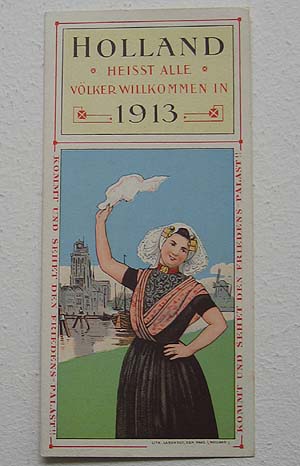 HOLLAND
HEISST ALLE
VÖLKER WILLKOMMEN IN
1913
KOMMT UND SEHET DEN FRIEDENS-PALAST!!
KOMMT UND SEHET DEN FRIEDENS PALAST!!
LITH.